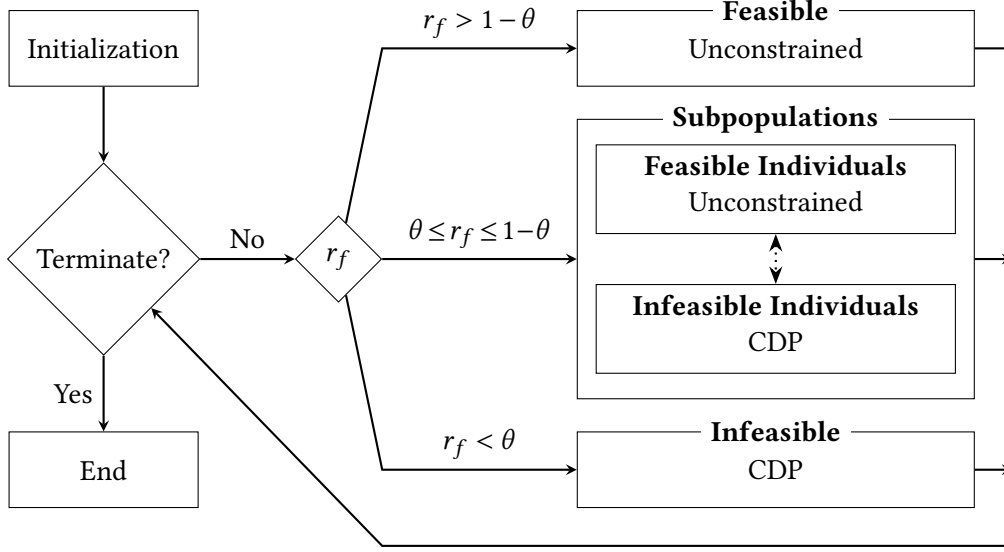 Initialization
Terminate?
No
Yes
End
r_f
r_f > 1 − θ
Feasible
Unconstrained
θ ≤ r_f ≤ 1−θ
Subpopulations
Feasible Individuals
Unconstrained
Infeasible Individuals
CDP
r_f < θ
Infeasible
CDP